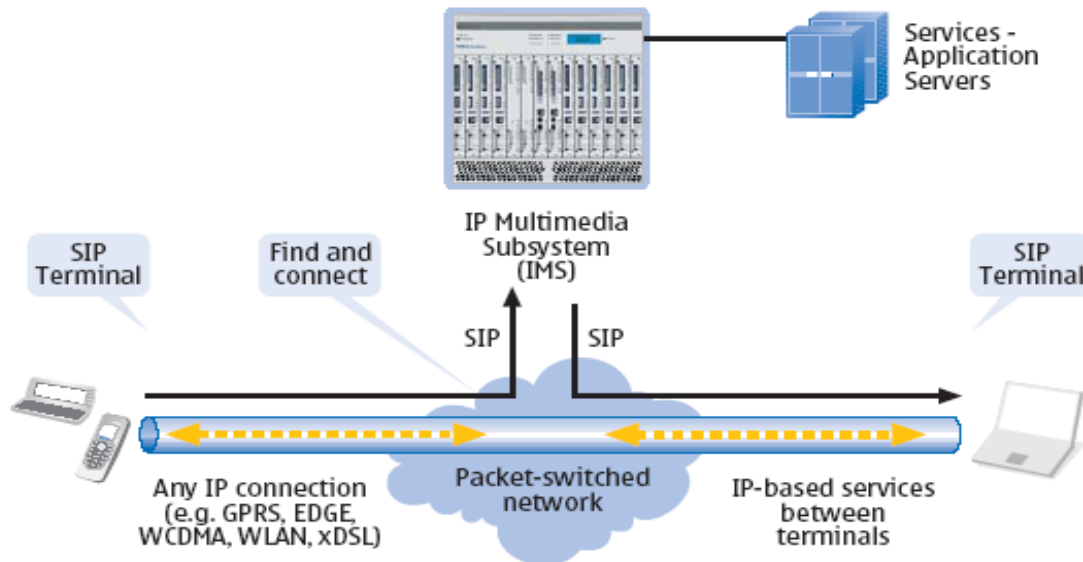 Services -
Application
Servers
IP Multimedia
Subsystem
(IMS)
SIP
Terminal
Find and
connect
SIP
Terminal
SIP
SIP
Any IP connection
(e.g. GPRS, EDGE,
WCDMA, WLAN, xDSL)
Packet-switched
network
IP-based services
between
terminals